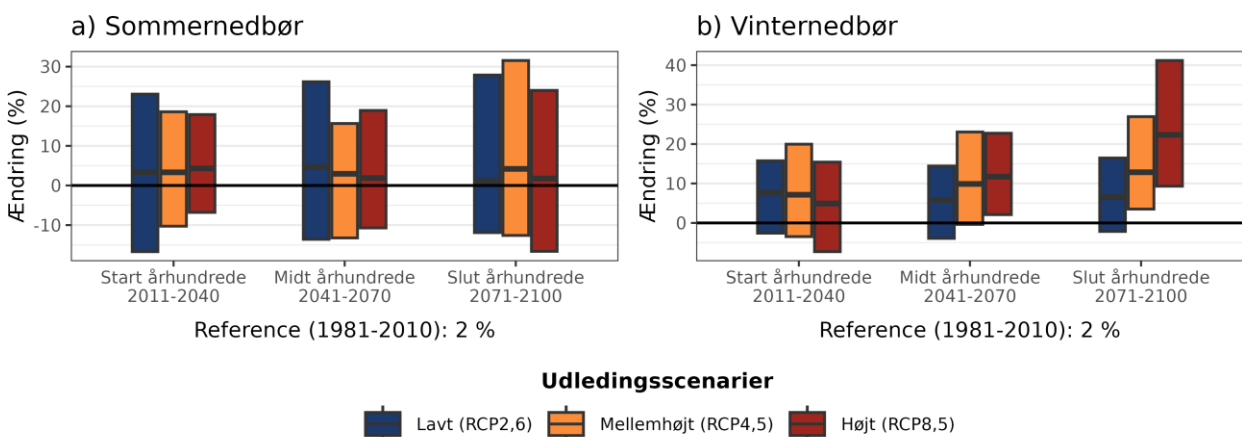 a) Sommernedbør
Ændring (%)
30
20
10
0
-10
Start århundrede
2011-2040
Midt århundrede
2041-2070
Slut århundrede
2071-2100
Reference (1981-2010): 2 %
b) Vinternedbør
Ændring (%)
40
30
20
10
0
Start århundrede
2011-2040
Midt århundrede
2041-2070
Slut århundrede
2071-2100
Reference (1981-2010): 2 %
Udledingsscenarier
Lavt (RCP2,6) Mellemhøjt (RCP4,5) Højt (RCP8,5)